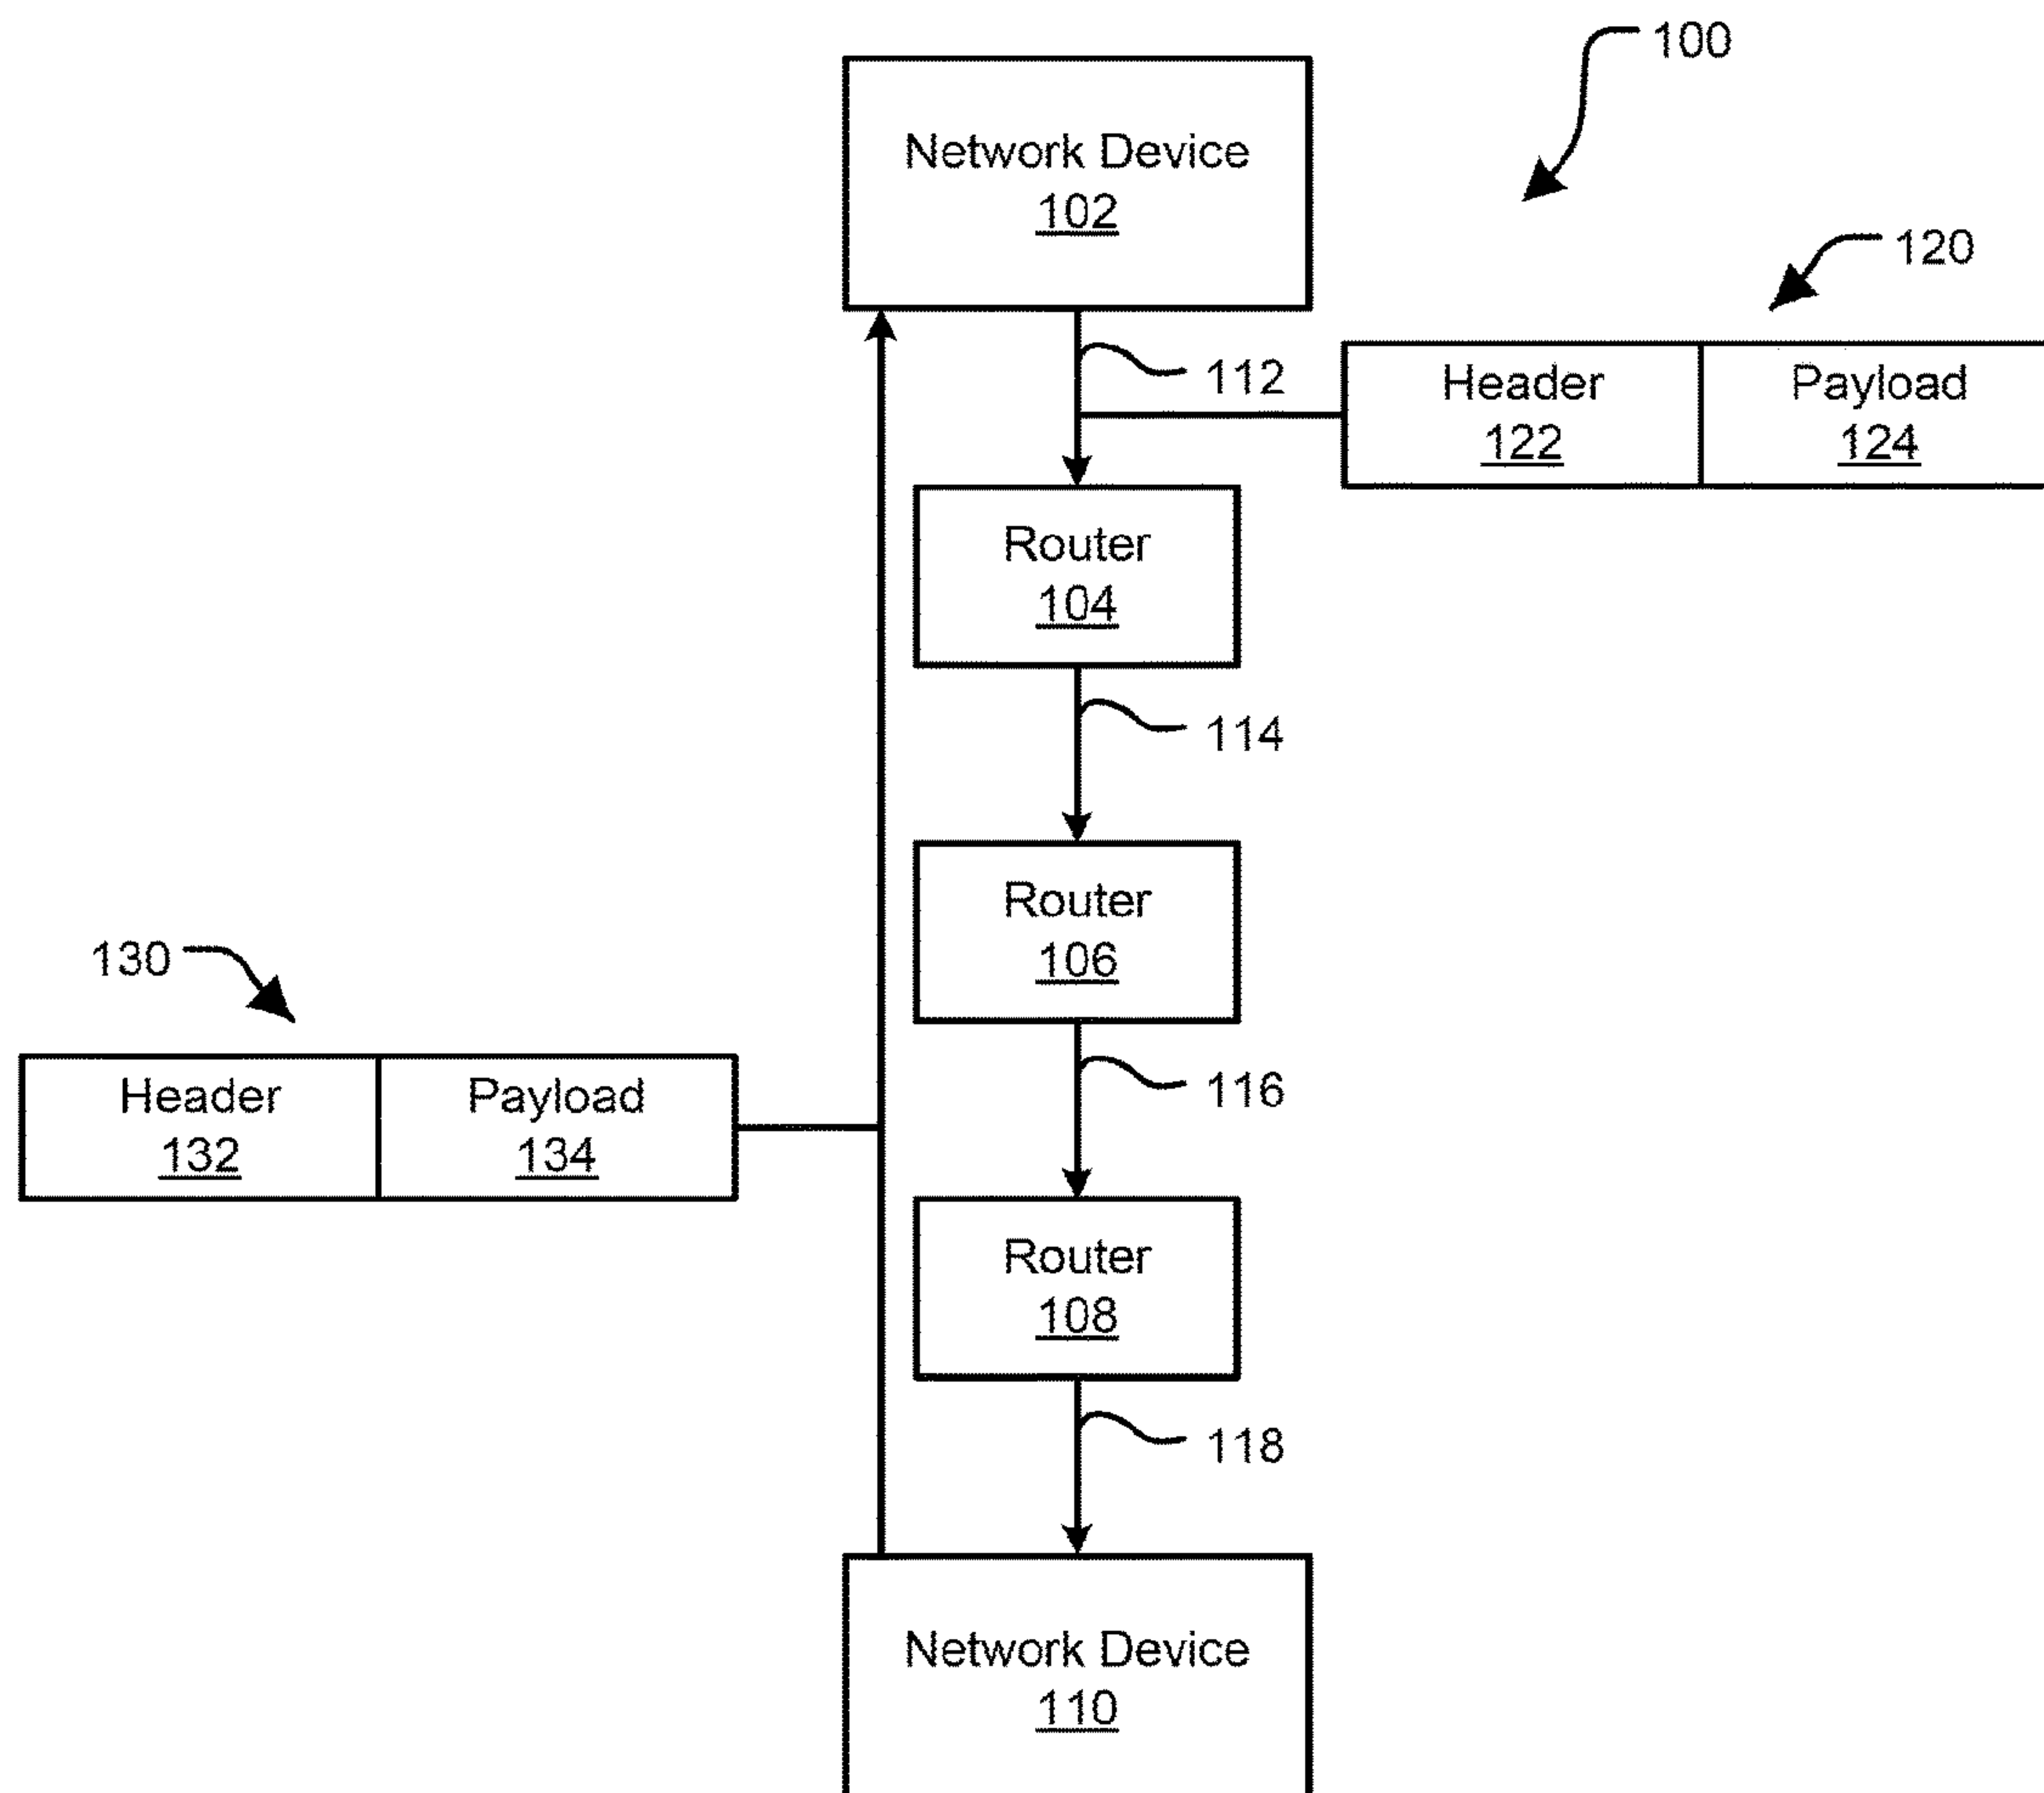 100
Network Device
102
120
112
Header
122
Payload
124
Router
104
114
Router
106
130
Header
132
Payload
134
116
Router
108
118
Network Device
110